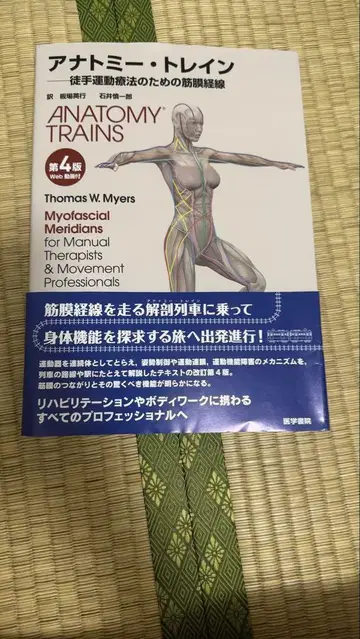 アナトミー・トレイン
──徒手運動療法のための筋膜経線
訳 板場英行 石井慎一郎
ANATOMY®
TRAINS
第4版
Web動画付
Thomas W. Myers
Myofascial
Meridians
for Manual
Therapists
& Movement
Professionals
アナトミー・トレイン
筋膜経線を走る解剖列車に乗って
身体機能を探求する旅へ出発進行!
運動器を連続体としてとらえ、姿勢制御や運動連鎖、運動機能障害のメカニズムを、
列車の路線や駅にたとえて解説したテキストの改訂第4版。
筋膜のつながりとその驚くべき機能が明らかになる。
リハビリテーションやボディワークに携わる
すべてのプロフェッショナルへ
医学書院